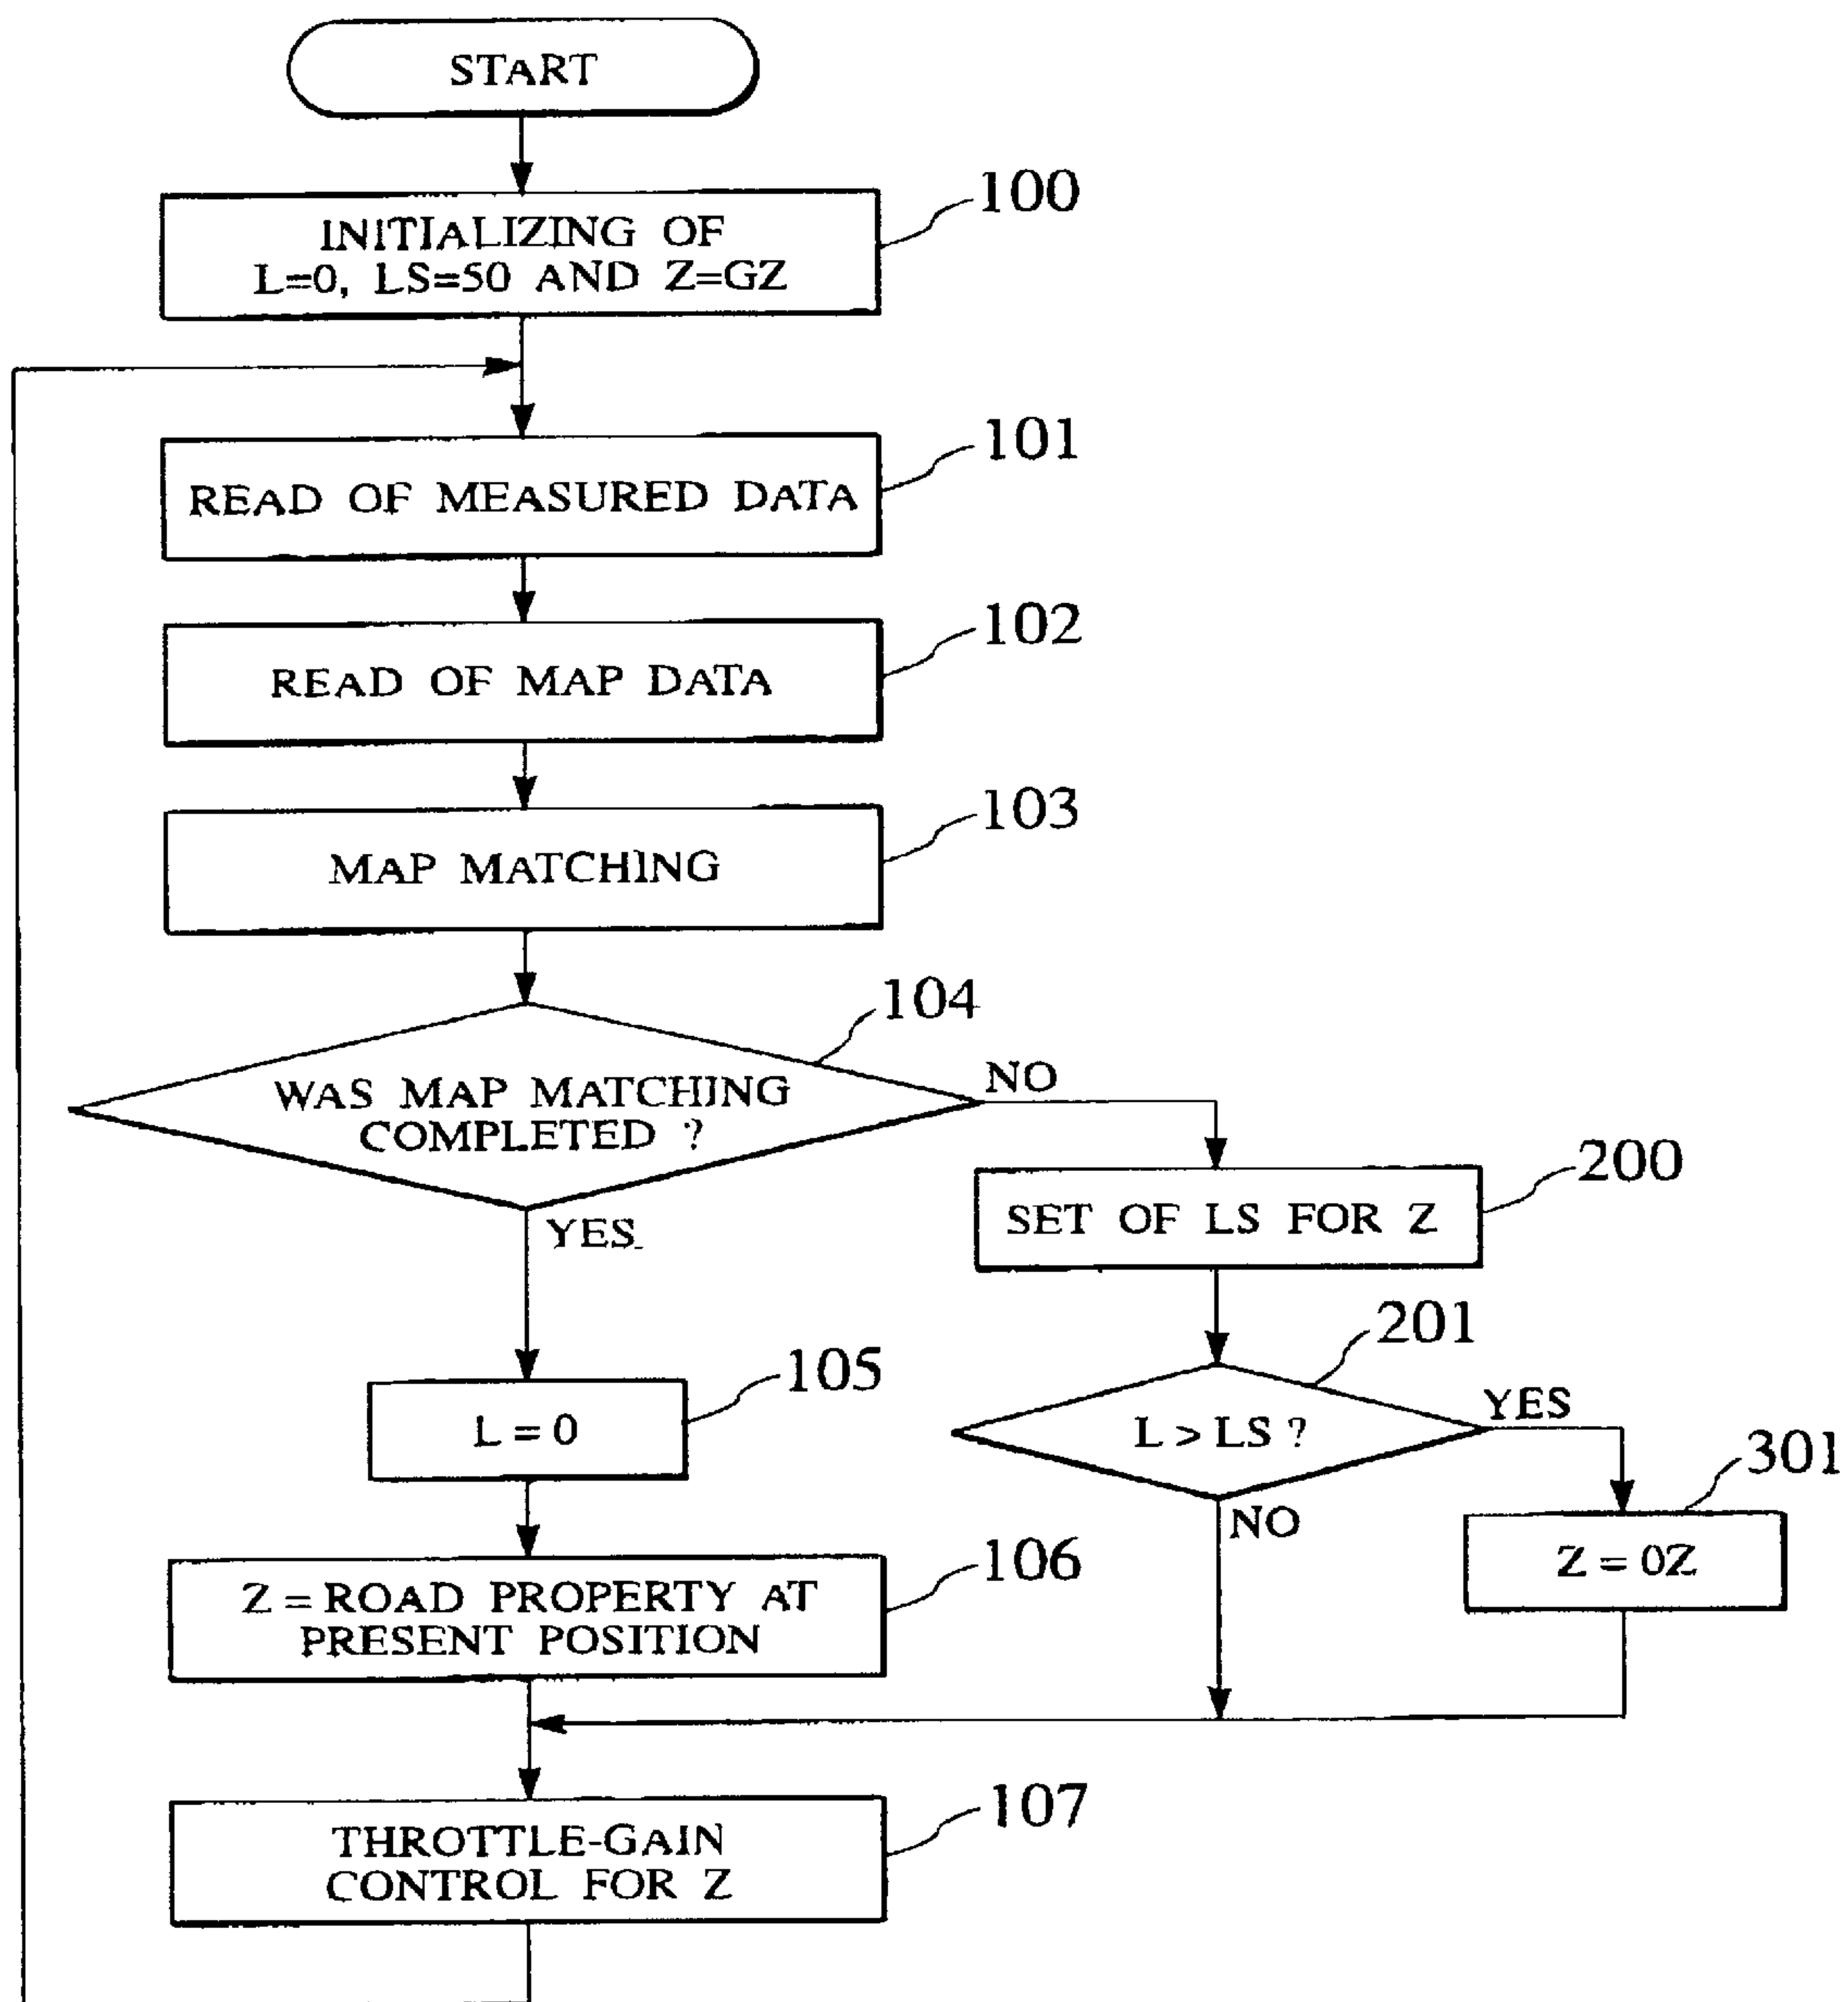 START
100
INITIALIZING OF
L=0, LS=50 AND Z=GZ
101
READ OF MEASURED DATA
102
READ OF MAP DATA
103
MAP MATCHING
104
WAS MAP MATCHING
COMPLETED ?
NO
YES
200
SET OF LS FOR Z
201
L > LS ?
YES
NO
301
Z = 0Z
105
L = 0
106
Z = ROAD PROPERTY AT
PRESENT POSITION
107
THROTTLE-GAIN
CONTROL FOR Z